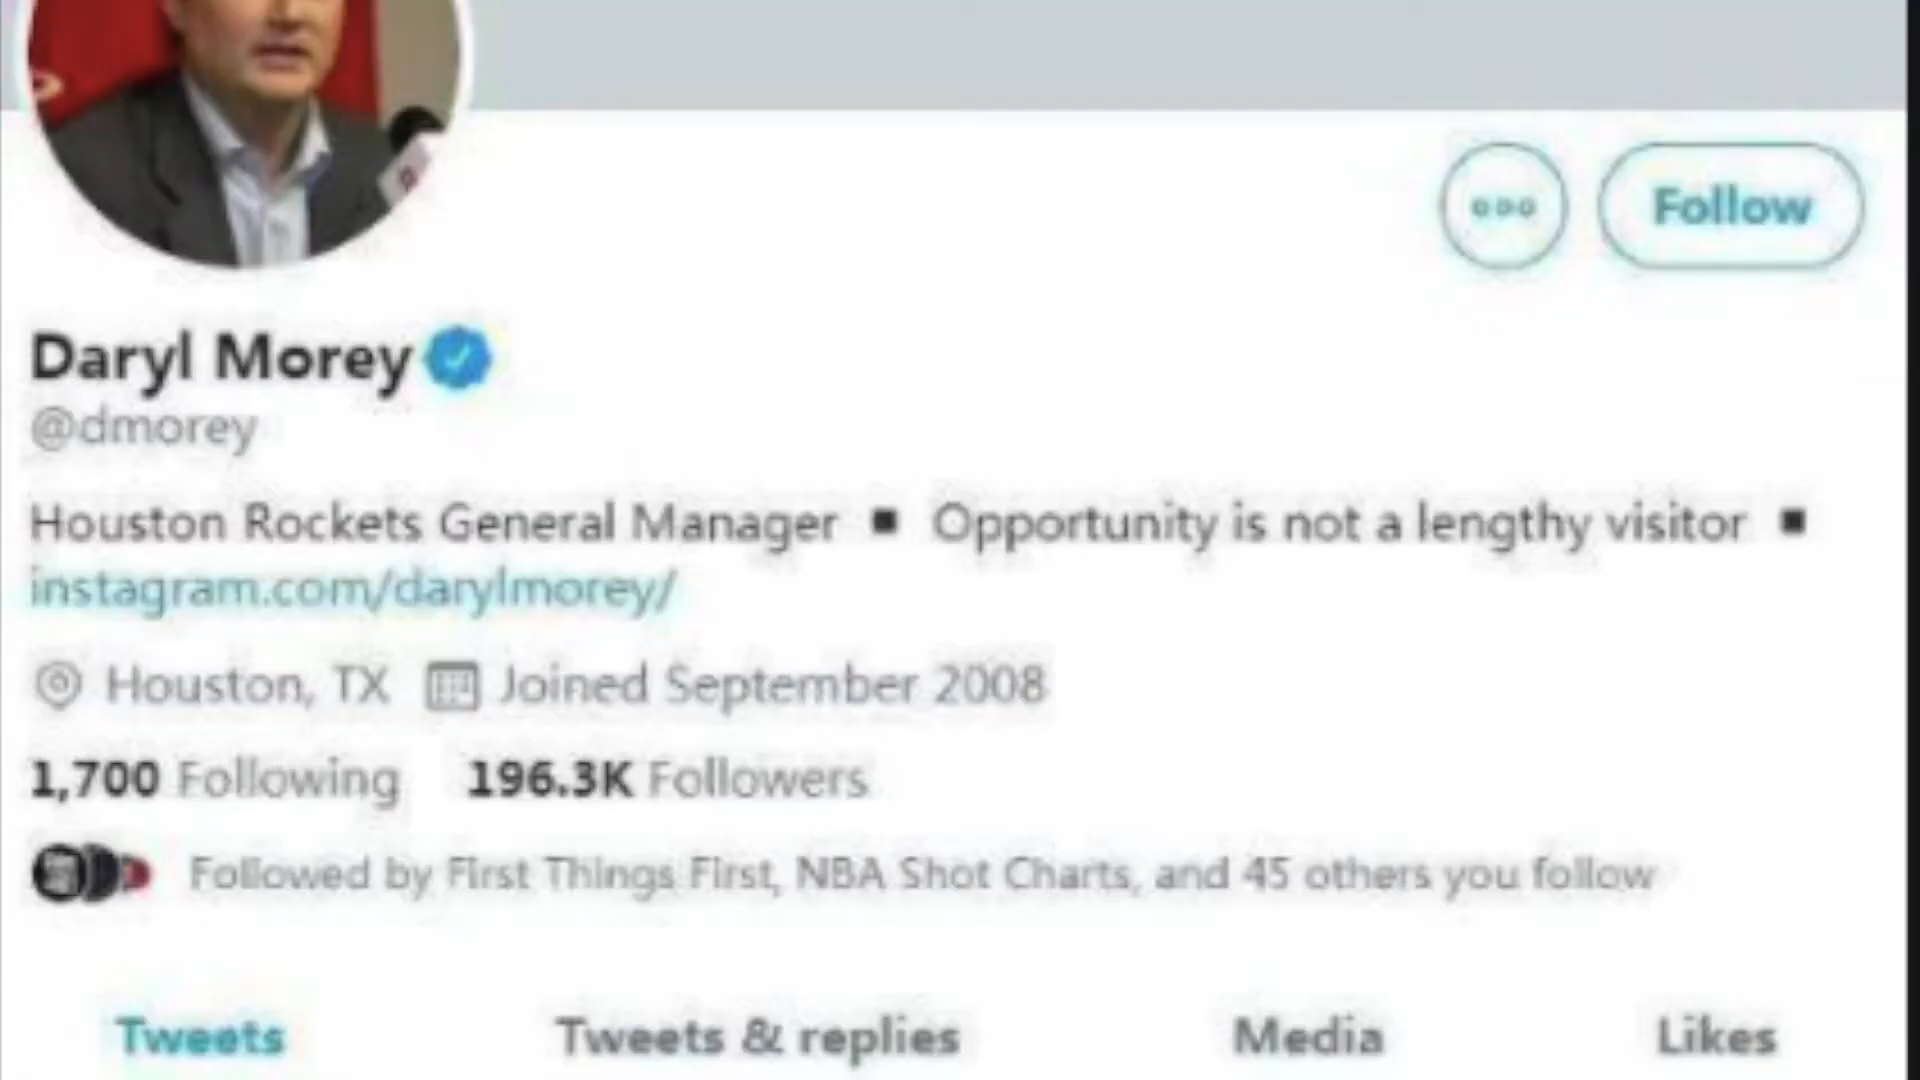 Follow
Daryl Morey
@dmorey
Houston Rockets General Manager ▪ Opportunity is not a lengthy visitor ▪
instagram.com/darylmorey/
Houston, TX Joined September 2008
1,700 Following 196.3K Followers
Followed by First Things First, NBA Shot Charts, and 45 others you follow
Tweets Tweets & replies Media Likes